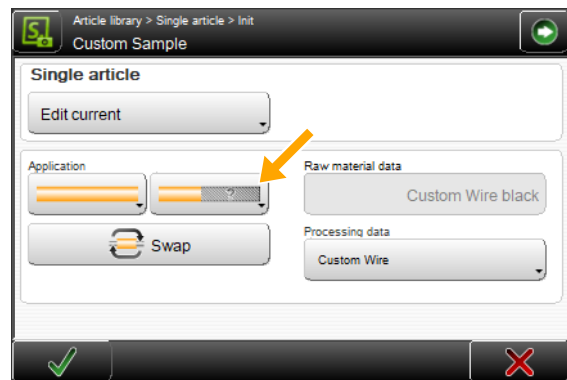 Article library > Single article > Init
Custom Sample
Single article
Edit current
Application
?
Swap
Raw material data
Custom Wire black
Processing data
Custom Wire